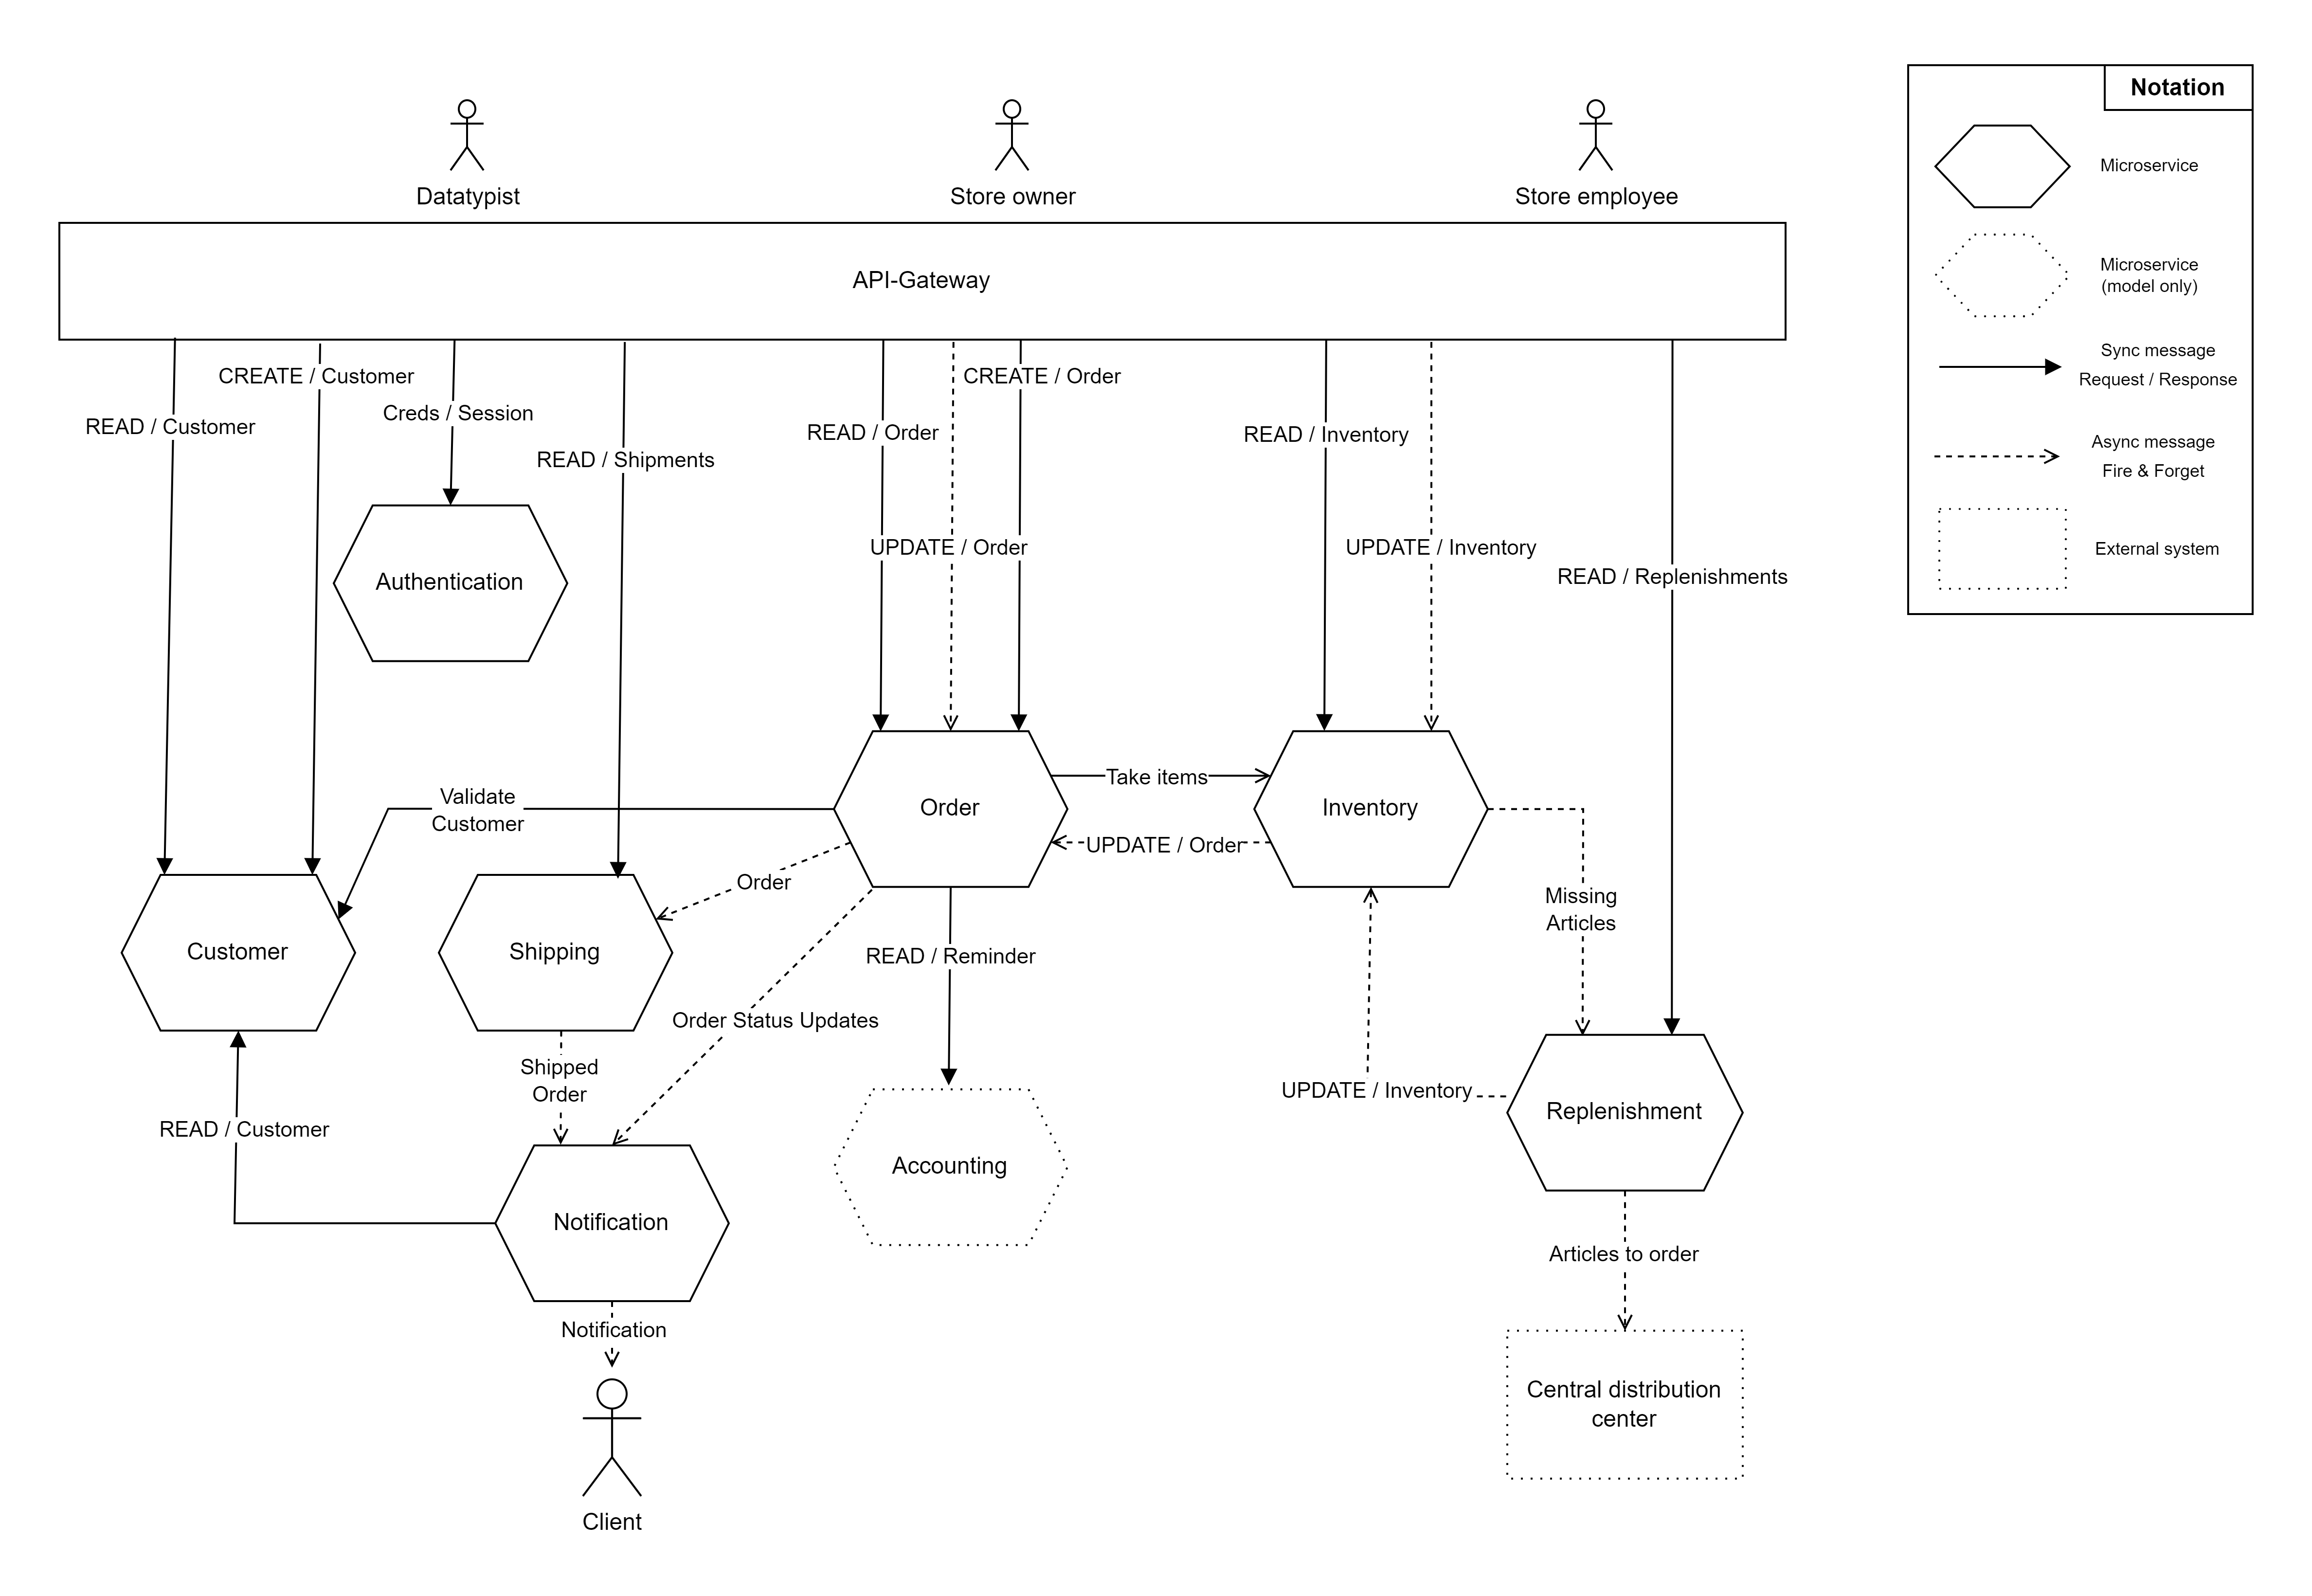 Notation
Microservice
Microservice
(model only)
Sync message
Request / Response
Async message
Fire & Forget
External system
Datatypist
Store owner
Store employee
API-Gateway
CREATE / Customer
CREATE / Order
Creds / Session
READ / Customer
READ / Order
READ / Inventory
READ / Shipments
UPDATE / Order
UPDATE / Inventory
READ / Replenishments
Authentication
Take items
Validate
Customer
Order
Inventory
UPDATE / Order
Order
Missing
Articles
Customer
Shipping
READ / Reminder
Order Status Updates
Shipped
Order
UPDATE / Inventory
Replenishment
READ / Customer
Accounting
Notification
Articles to order
Notification
Central distribution
center
Client